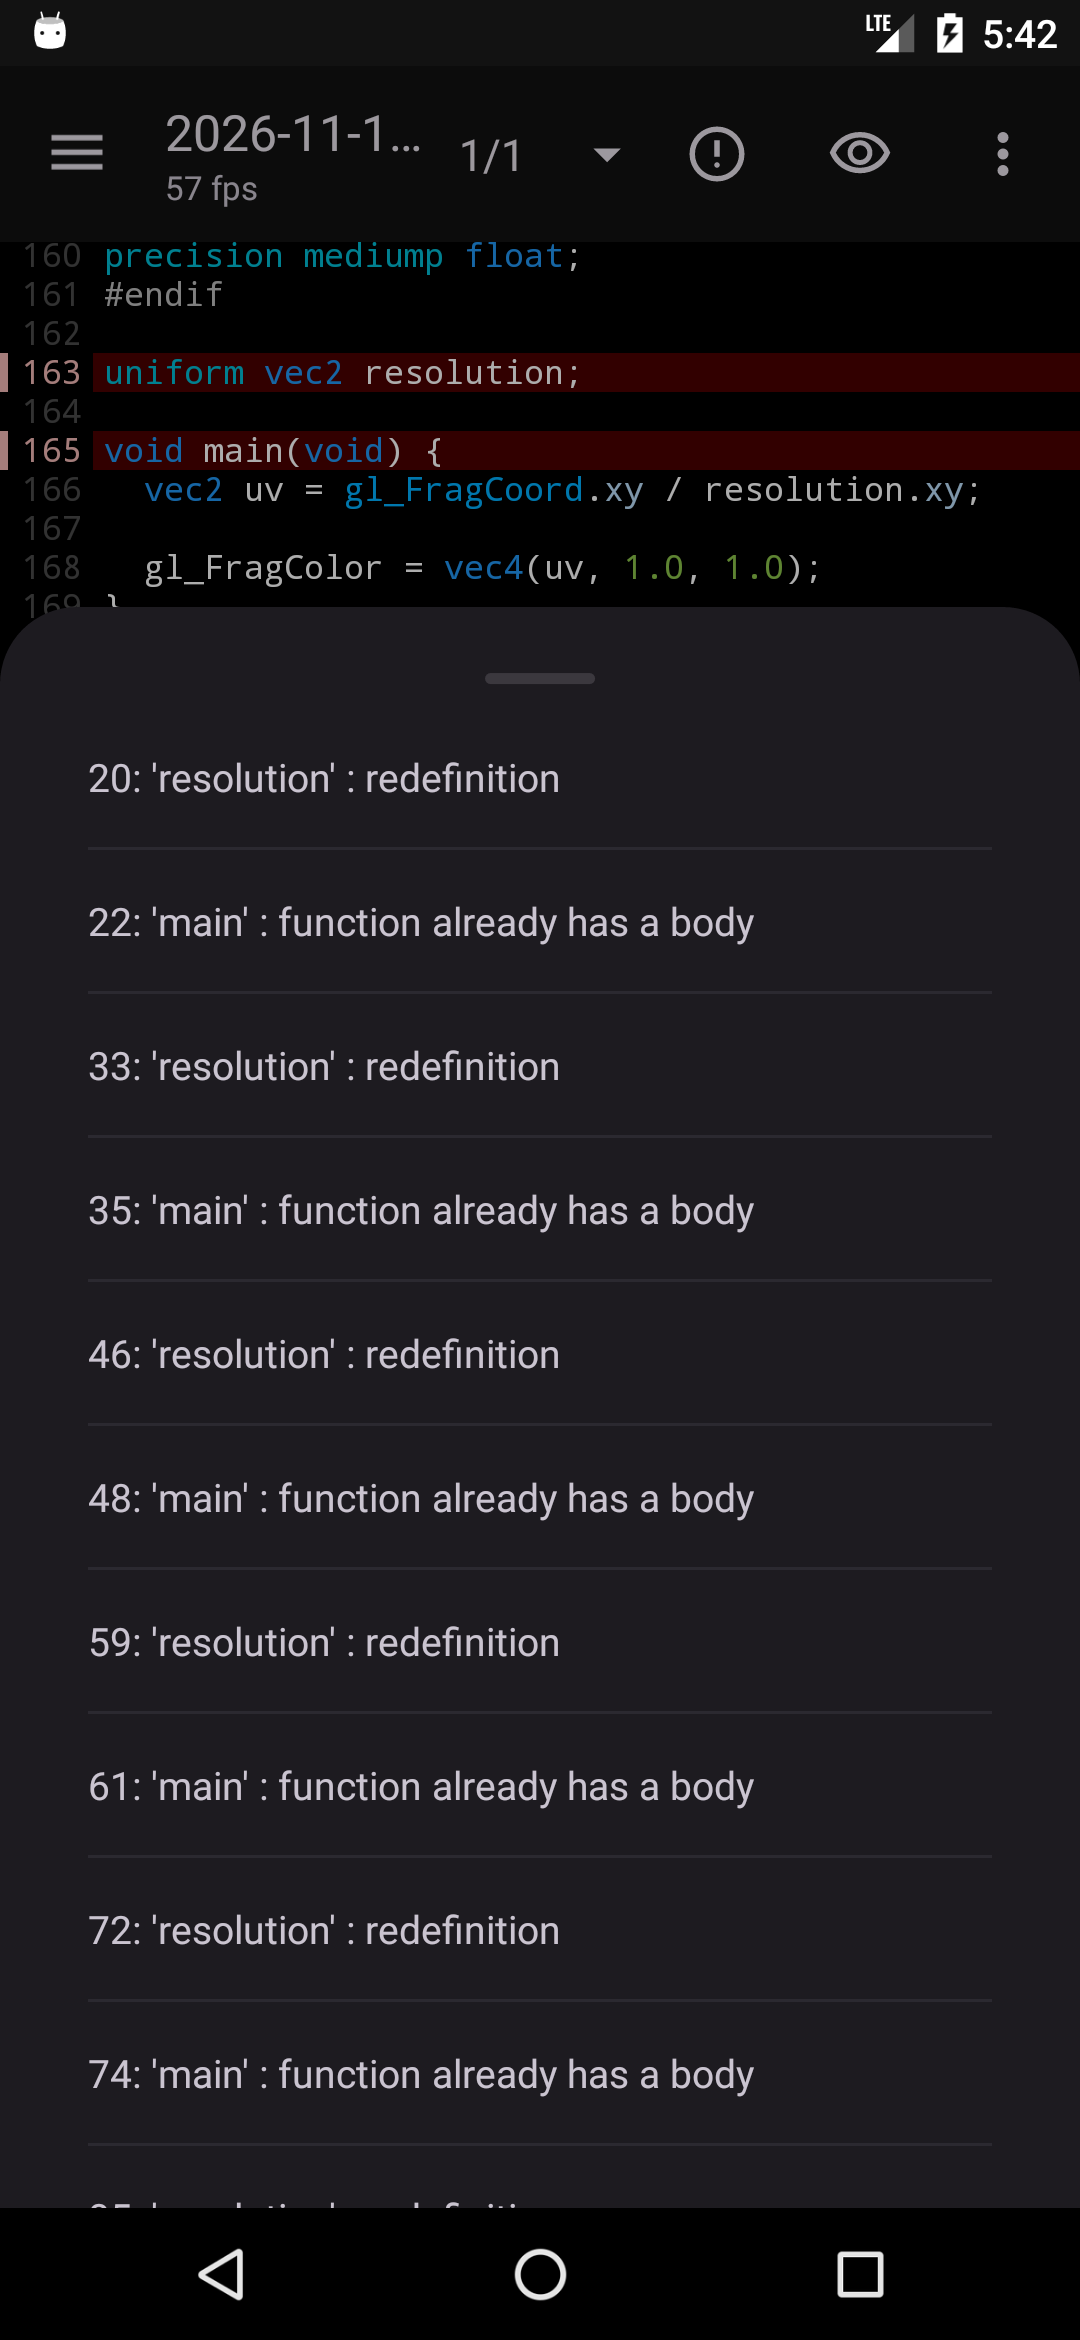 LTE 5:42
2026-11-1... 1/1
57 fps
160 precision mediump float;
161 #endif
162
163 uniform vec2 resolution;
164
165 void main(void) {
166 vec2 uv = gl_FragCoord.xy / resolution.xy;
167
168 gl_FragColor = vec4(uv, 1.0, 1.0);
169 }
20: 'resolution' : redefinition
22: 'main' : function already has a body
33: 'resolution' : redefinition
35: 'main' : function already has a body
46: 'resolution' : redefinition
48: 'main' : function already has a body
59: 'resolution' : redefinition
61: 'main' : function already has a body
72: 'resolution' : redefinition
74: 'main' : function already has a body